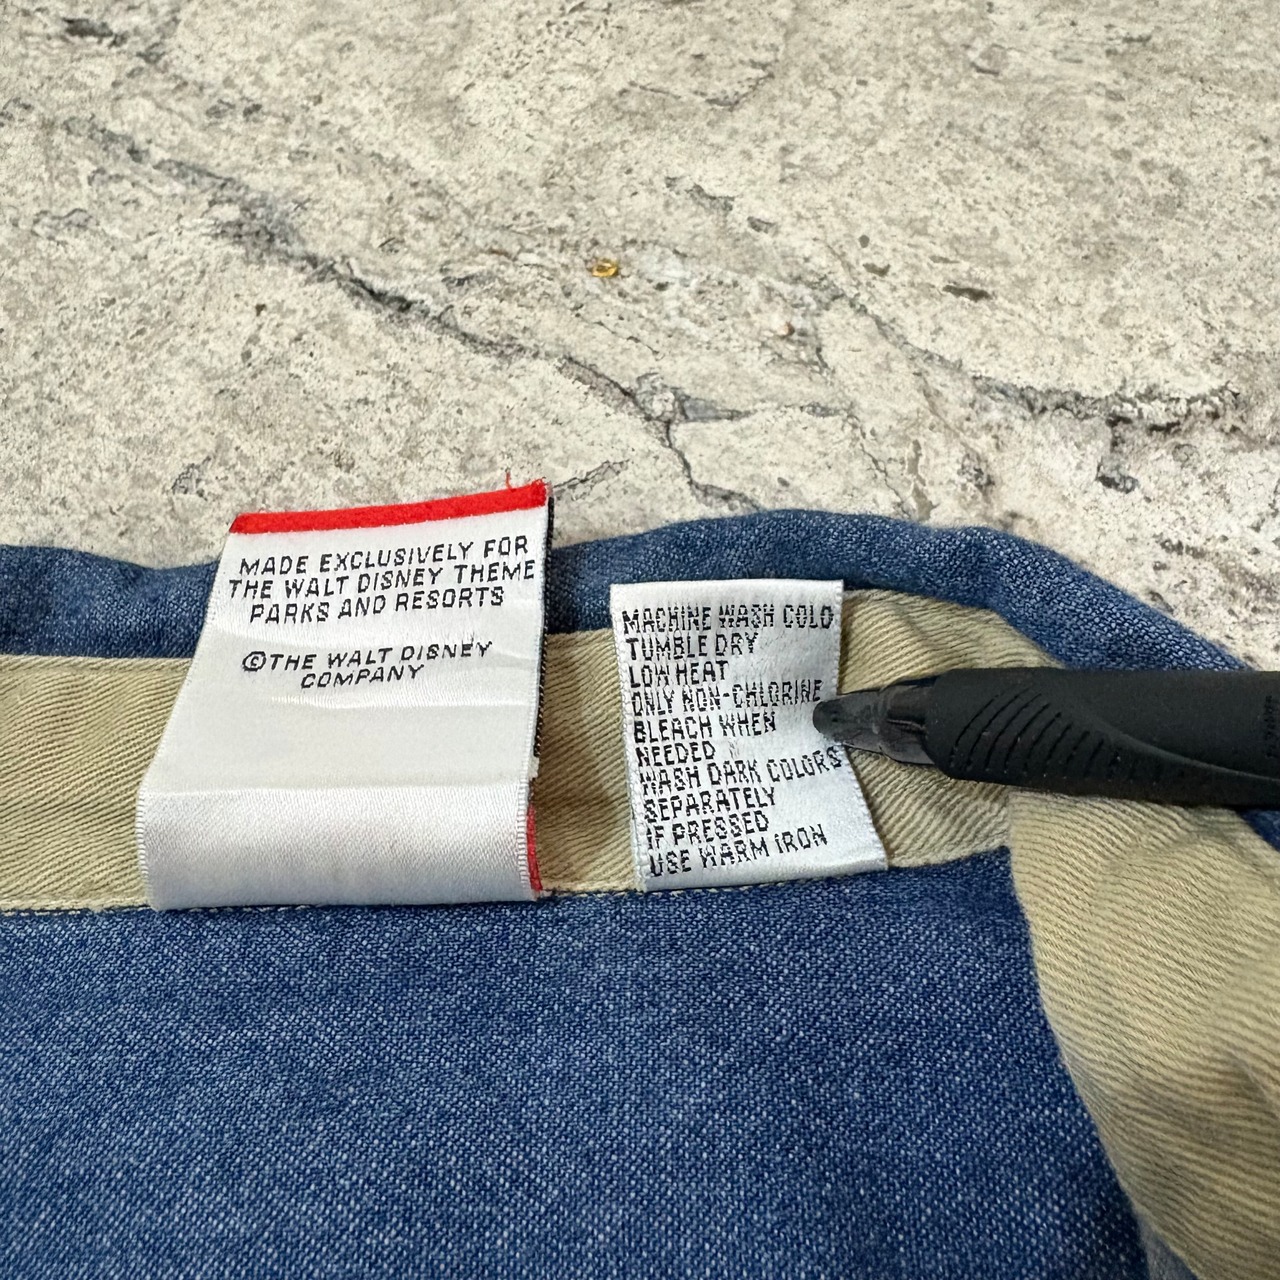 MADE EXCLUSIVELY FOR
THE WALT DISNEY THEME
PARKS AND RESORTS
©THE WALT DISNEY
COMPANY
MACHINE WASH COLD
TUMBLE DRY
LOW HEAT
ONLY NON-CHLORINE
BLEACH WHEN
NEEDED
WASH DARK COLORS
SEPARATELY
IF PRESSED
USE WARM IRON